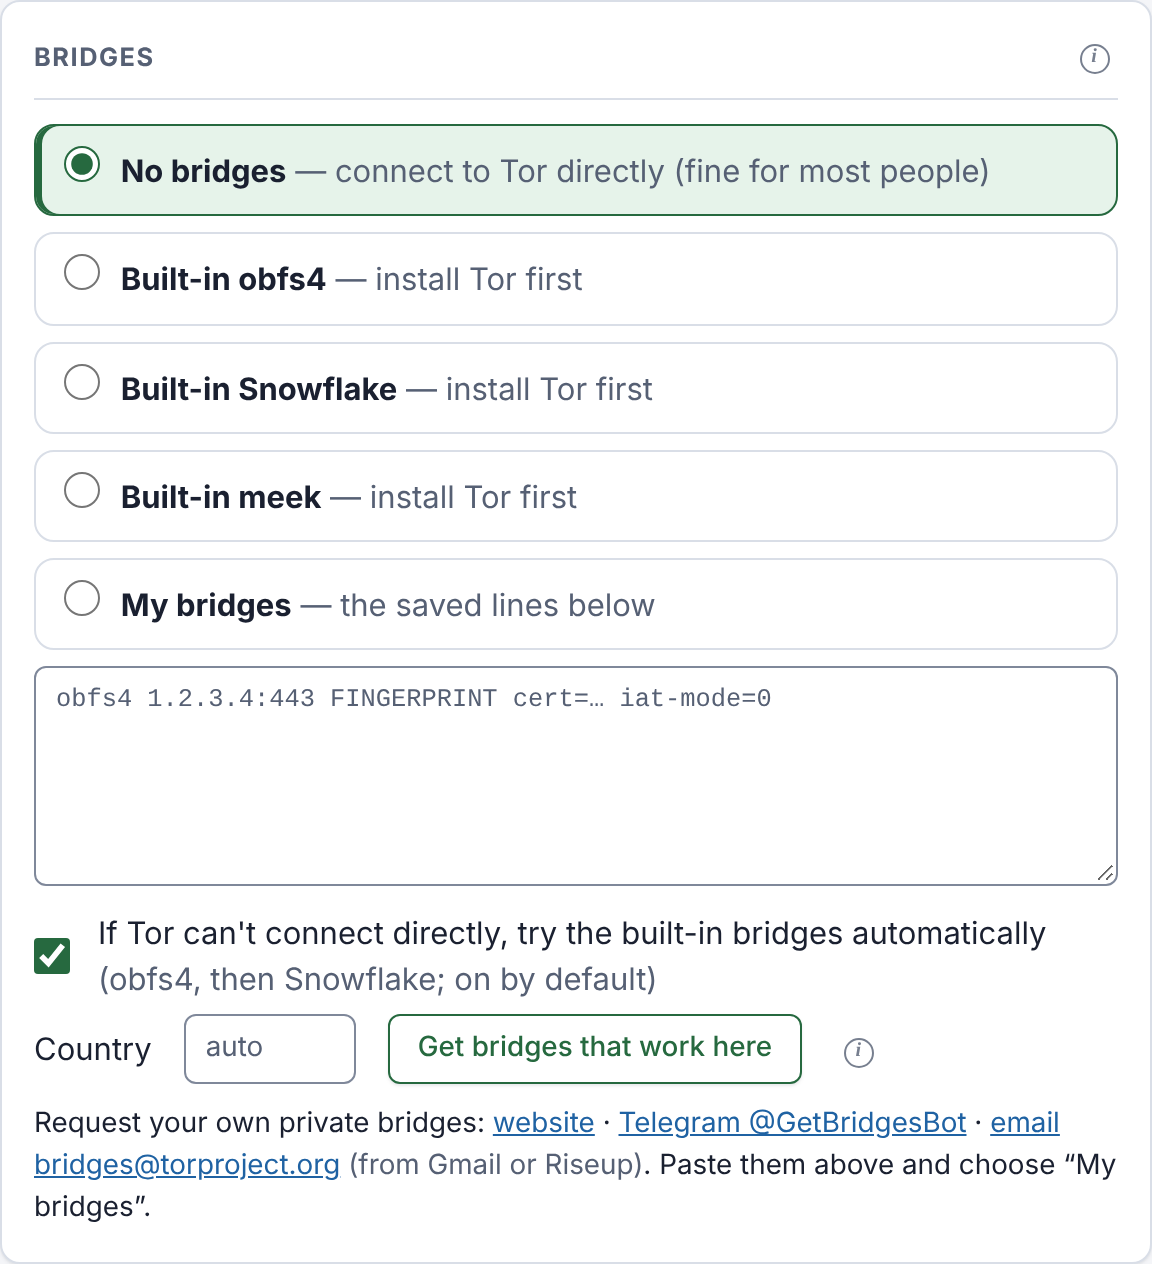 BRIDGES
No bridges — connect to Tor directly (fine for most people)
Built-in obfs4 — install Tor first
Built-in Snowflake — install Tor first
Built-in meek — install Tor first
My bridges — the saved lines below
obfs4 1.2.3.4:443 FINGERPRINT cert=… iat-mode=0
If Tor can't connect directly, try the built-in bridges automatically
(obfs4, then Snowflake; on by default)
Country auto Get bridges that work here
Request your own private bridges: website · Telegram @GetBridgesBot · email
bridges@torproject.org (from Gmail or Riseup). Paste them above and choose “My
bridges”.